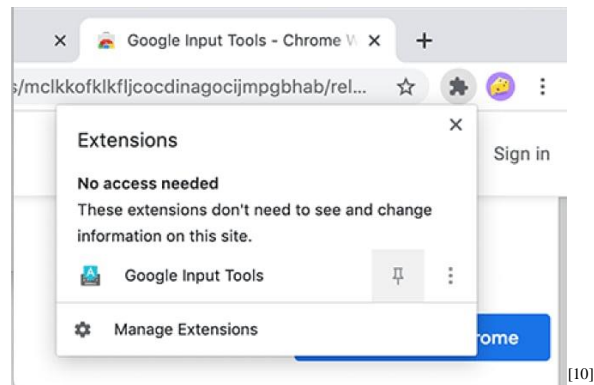 Google Input Tools - Chrome W
s/mclkkofklkfljcocdinagocijmpgbhab/rel...
Extensions
Sign in
No access needed
These extensions don't need to see and change
information on this site.
Google Input Tools
Manage Extensions
rome
[10]